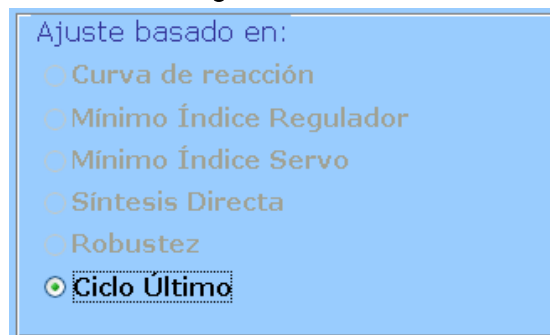 Ajuste basado en:
Curva de reacción
Mínimo Índice Regulador
Mínimo Índice Servo
Síntesis Directa
Robustez
Ciclo Último